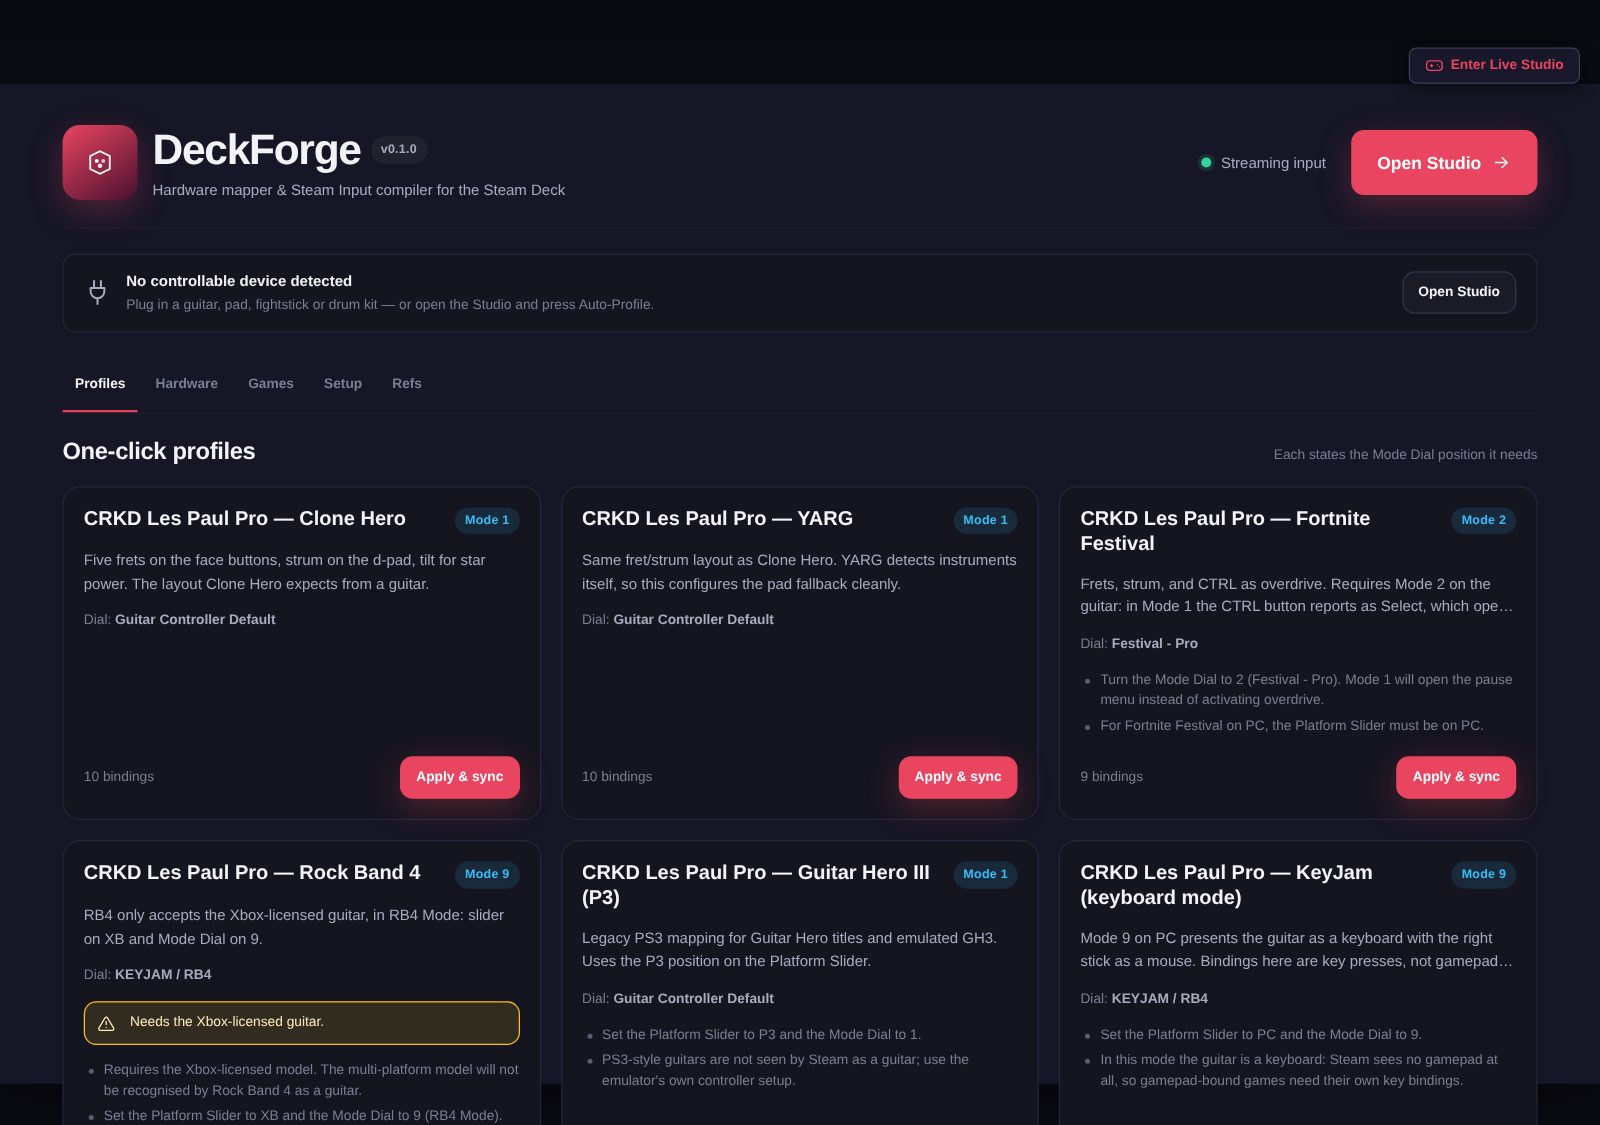 Enter Live Studio
DeckForge v0.1.0
Hardware mapper & Steam Input compiler for the Steam Deck
Streaming input
Open Studio
No controllable device detected
Plug in a guitar, pad, fightstick or drum kit — or open the Studio and press Auto-Profile.
Open Studio
Profiles Hardware Games Setup Refs
One-click profiles
Each states the Mode Dial position it needs
CRKD Les Paul Pro — Clone Hero
Mode 1
Five frets on the face buttons, strum on the d-pad, tilt for star
power. The layout Clone Hero expects from a guitar.
Dial: Guitar Controller Default
10 bindings
Apply & sync
CRKD Les Paul Pro — YARG
Mode 1
Same fret/strum layout as Clone Hero. YARG detects instruments
itself, so this configures the pad fallback cleanly.
Dial: Guitar Controller Default
10 bindings
Apply & sync
CRKD Les Paul Pro — Fortnite
Festival
Mode 2
Frets, strum, and CTRL as overdrive. Requires Mode 2 on the
guitar: in Mode 1 the CTRL button reports as Select, which ope…
Dial: Festival - Pro
Turn the Mode Dial to 2 (Festival - Pro). Mode 1 will open the pause
menu instead of activating overdrive.
For Fortnite Festival on PC, the Platform Slider must be on PC.
9 bindings
Apply & sync
CRKD Les Paul Pro — Rock Band 4
Mode 9
RB4 only accepts the Xbox-licensed guitar, in RB4 Mode: slider
on XB and Mode Dial on 9.
Dial: KEYJAM / RB4
Needs the Xbox-licensed guitar.
Requires the Xbox-licensed model. The multi-platform model will not
be recognised by Rock Band 4 as a guitar.
Set the Platform Slider to XB and the Mode Dial to 9 (RB4 Mode).
CRKD Les Paul Pro — Guitar Hero III
(P3)
Mode 1
Legacy PS3 mapping for Guitar Hero titles and emulated GH3.
Uses the P3 position on the Platform Slider.
Dial: Guitar Controller Default
Set the Platform Slider to P3 and the Mode Dial to 1.
PS3-style guitars are not seen by Steam as a guitar; use the
emulator's own controller setup.
CRKD Les Paul Pro — KeyJam
(keyboard mode)
Mode 9
Mode 9 on PC presents the guitar as a keyboard with the right
stick as a mouse. Bindings here are key presses, not gamepad…
Dial: KEYJAM / RB4
Set the Platform Slider to PC and the Mode Dial to 9.
In this mode the guitar is a keyboard: Steam sees no gamepad at
all, so gamepad-bound games need their own key bindings.